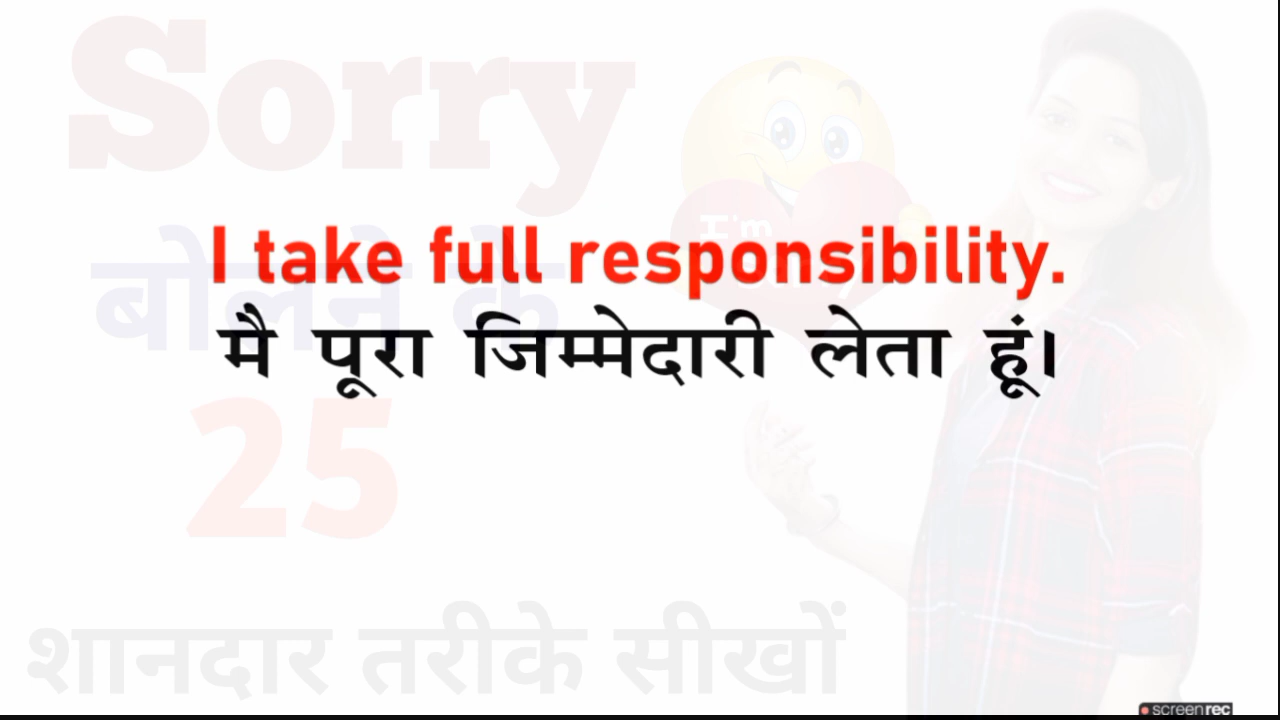 Sorry
I'm
बोलने के
I take full responsibility.
मै पूरा जिम्मेदारी लेता हूं।
25
शानदार तरीके सीखों
screenrec